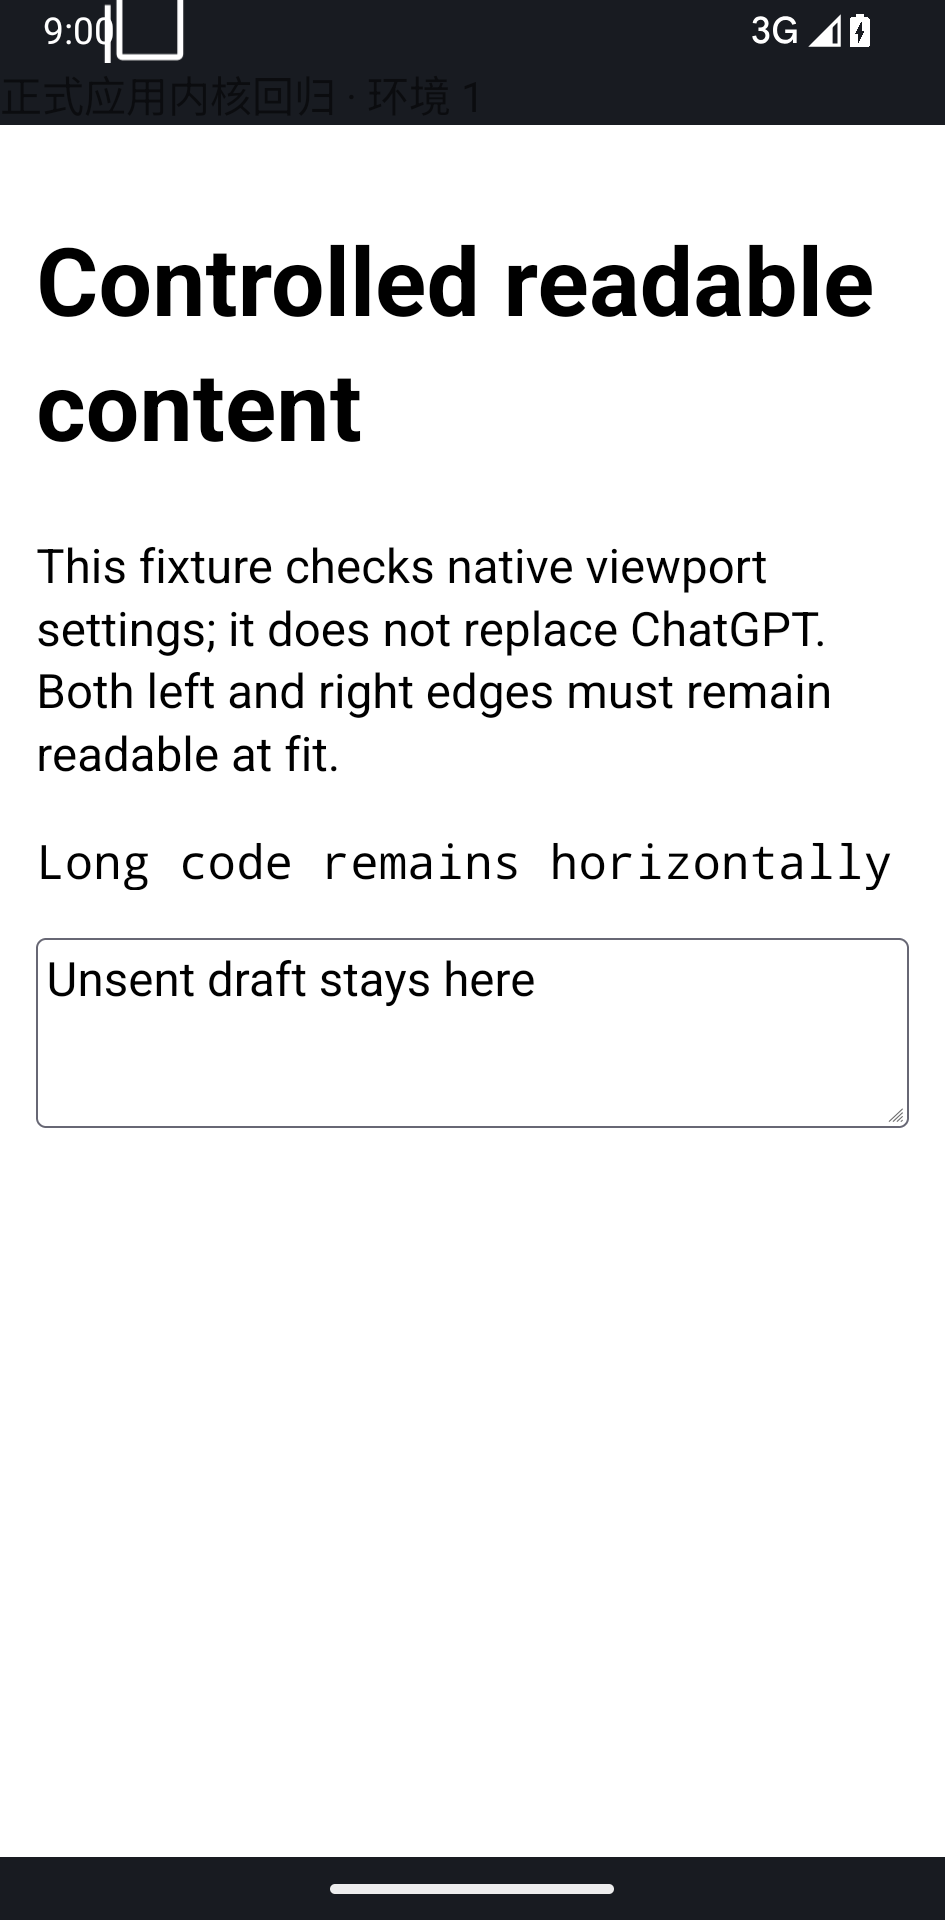 9:00
3G
正式应用内核回归 · 环境 1
Controlled readable
content
This fixture checks native viewport
settings; it does not replace ChatGPT.
Both left and right edges must remain
readable at fit.
Long code remains horizontally
Unsent draft stays here